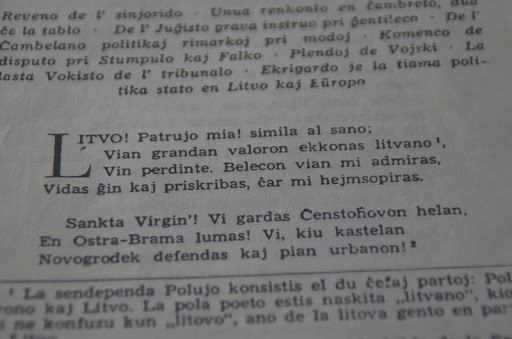 Reveno de l' sinjorido - Unua renkonto en ĉambreto, dua
ĉe la tablo - De l' Juĝisto grava instruo pri ĝentileco - De l'
Ĉambelano politikaj rimarkoj pri modoj - Komenco de
disputo pri Stumpulo kaj Falko - Plendoj de Vojski - La
lasta Vokisto de l' tribunalo - Ekrigardo je la tiama poli-
tika stato en Litvo kaj Eŭropo
LITVO! Patrujo mia! simila al sano;
Vian grandan valoron ekkonas litvano¹,
Vin perdinte. Belecon vian mi admiras,
Vidas ĝin kaj priskribas, ĉar mi hejmsopiras.
Sankta Virgin'! Vi gardas Ĉenstoĥovon helan,
En Ostra-Brama lumas! Vi, kiu kastelan
Novogrodek defendas kaj pian urbanon!²
¹ La sendependa Polujo konsistis el du ĉefaj partoj: Pol
rono kaj Litvo. La pola poeto estis naskita „litvano", kio
i ne konfuzu kun „litovo", ano de la litova gento en par